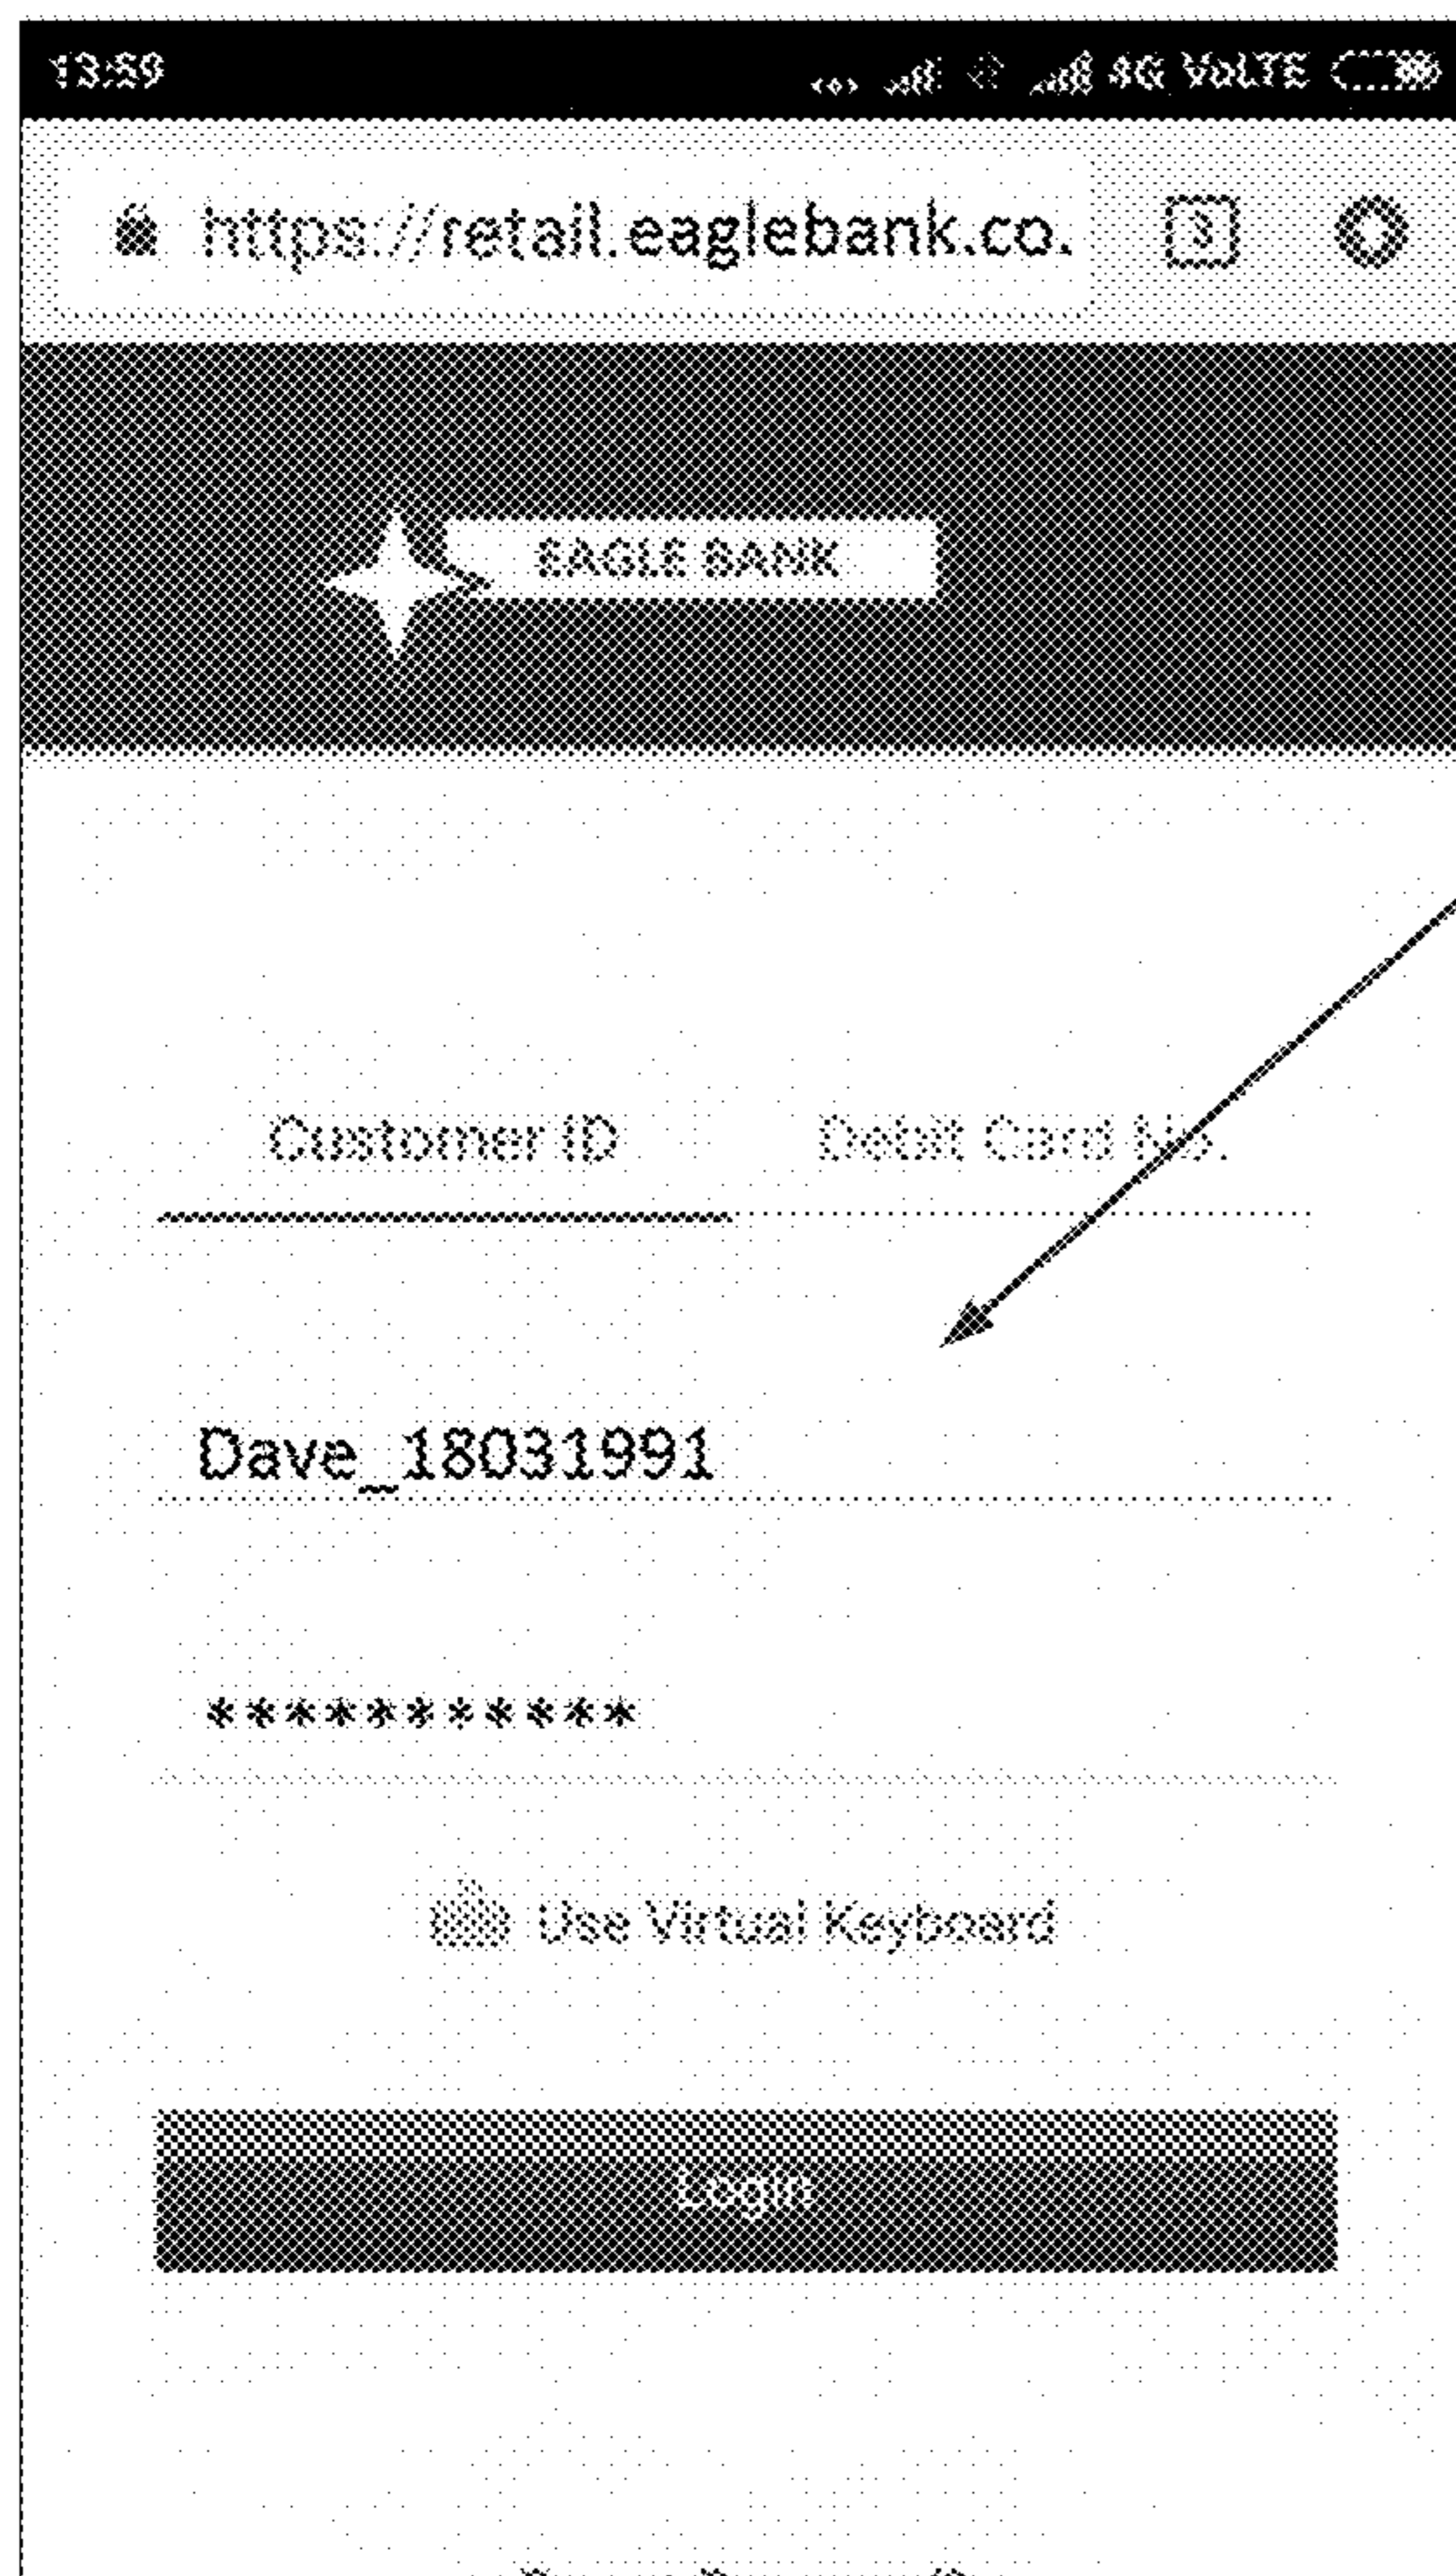 13:59 4G VoLTE
https://retail.eaglebank.co. 3
EAGLE BANK
Customer ID Debit Card No.
Dave_18031991
***********
Use Virtual Keyboard
Login